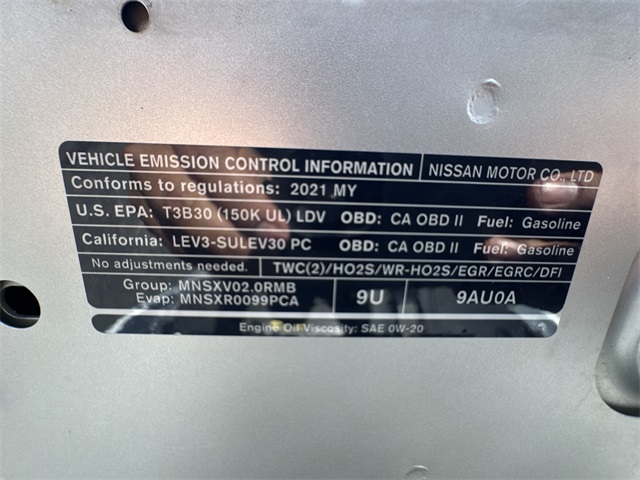 VEHICLE EMISSION CONTROL INFORMATION NISSAN MOTOR CO., LTD
Conforms to regulations: 2021 MY
U.S. EPA: T3B30 (150K UL) LDV OBD: CA OBD II Fuel: Gasoline
California: LEV3-SULEV30 PC OBD: CA OBD II Fuel: Gasoline
No adjustments needed. TWC(2)/HO2S/WR-HO2S/EGR/EGRC/DFI
Group: MNSXV02.0RMB
Evap: MNSXR0099PCA
9U 9AU0A
Engine Oil Viscosity: SAE 0W-20